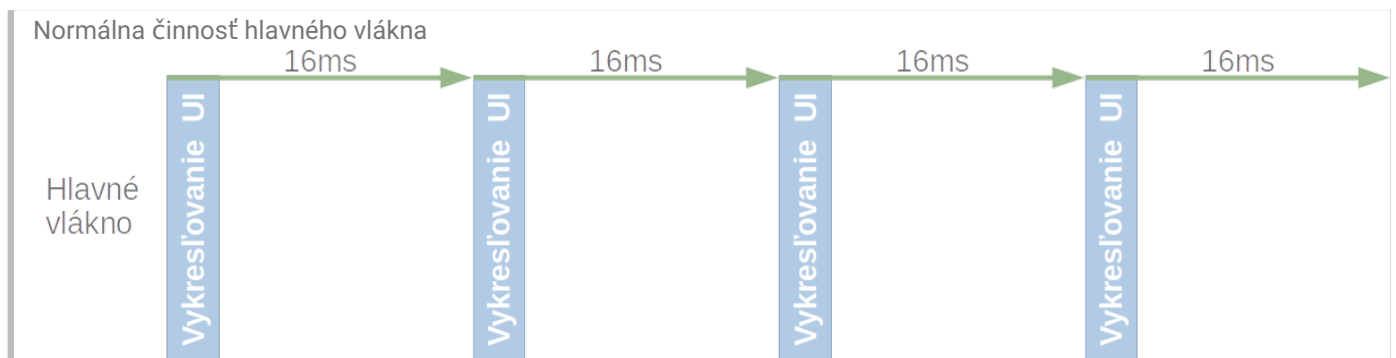 Normálna činnosť hlavného vlákna
16ms
16ms
16ms
16ms
Hlavné
vlákno
Vykresľovanie UI
Vykresľovanie UI
Vykresľovanie UI
Vykresľovanie UI